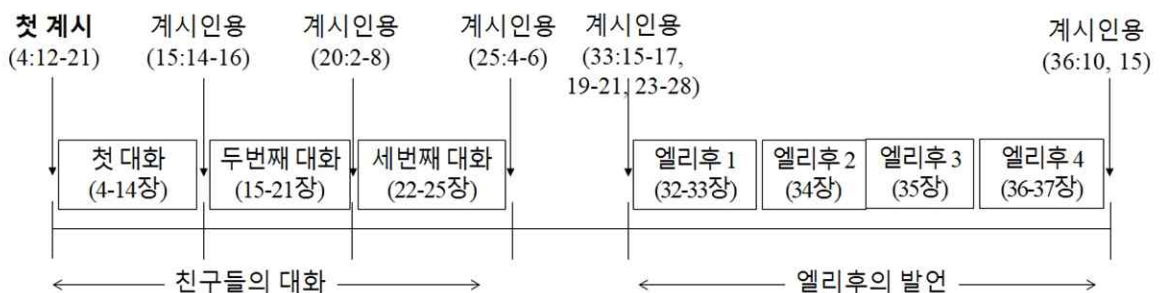 첫 계시
(4:12-21)
계시인용
(15:14-16)
계시인용
(20:2-8)
계시인용
(25:4-6)
계시인용
(33:15-17,
19-21, 23-28)
계시인용
(36:10, 15)
첫 대화
(4-14장)
두번째 대화
(15-21장)
세번째 대화
(22-25장)
엘리후 1
(32-33장)
엘리후 2
(34장)
엘리후 3
(35장)
엘리후 4
(36-37장)
친구들의 대화
엘리후의 발언